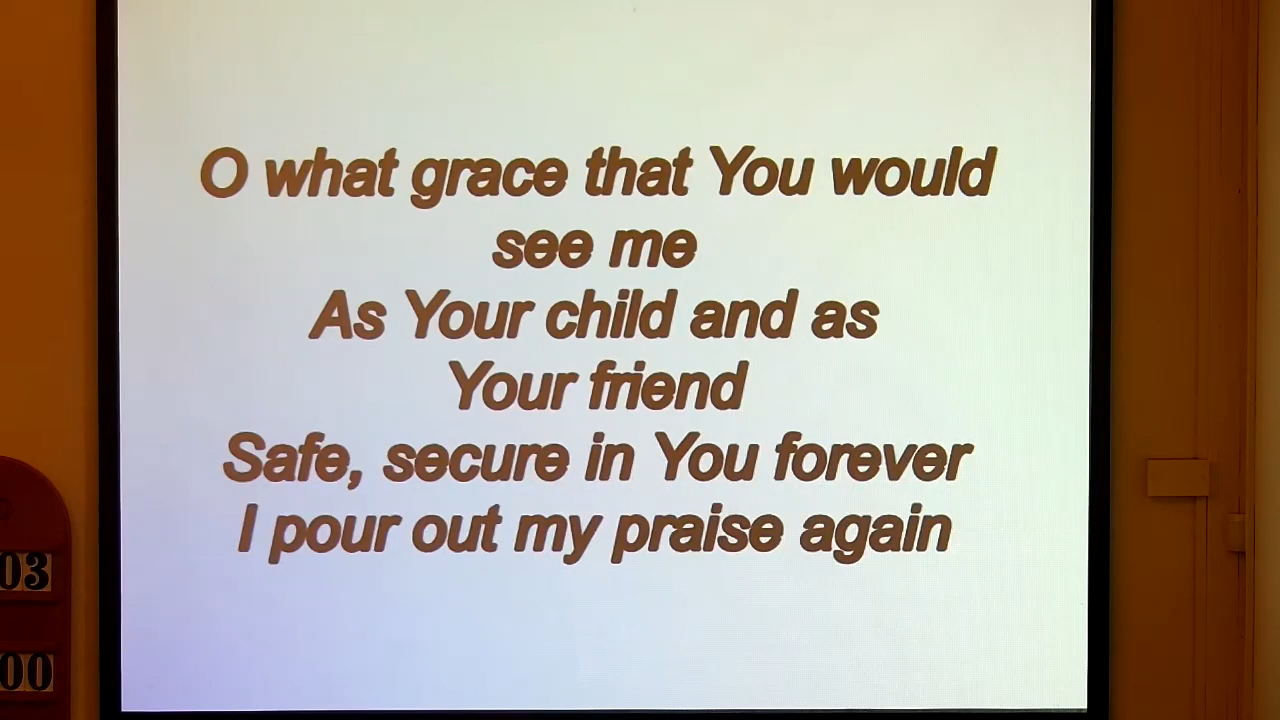 O what grace that You would
see me
As Your child and as
Your friend
Safe, secure in You forever
I pour out my praise again
03
00